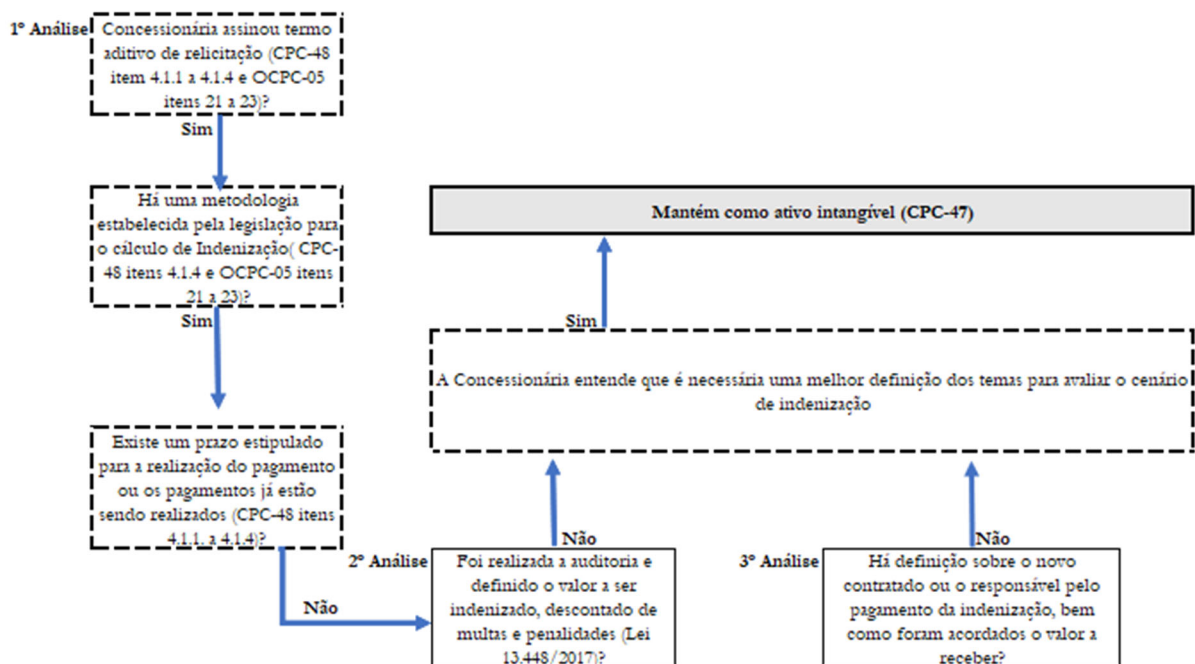 1º Análise
Concessionária assinou termo
aditivo de relicitação (CPC-48
item 4.1.1 a 4.1.4 e OCPC-05
itens 21 a 23)?
Sim
Há uma metodologia
estabelecida pela legislação para
o cálculo de Indenização( CPC-
48 itens 4.1.4 e OCPC-05 itens
21 a 23)?
Sim
Existe um prazo estipulado
para a realização do pagamento
ou os pagamentos já estão
sendo realizados (CPC-48 itens
4.1.1. a 4.1.4)?
Não
2º Análise
Foi realizada a auditoria e
definido o valor a ser
indenizado, descontado de
multas e penalidades (Lei
13.448/2017)?
Não
3º Análise
Há definição sobre o novo
contratado ou o responsável pelo
pagamento da indenização, bem
como foram acordados o valor a
receber?
Não
A Concessionária entende que é necessária uma melhor definição dos temas para avaliar o cenário
de indenização
Sim
Mantém como ativo intangível (CPC-47)